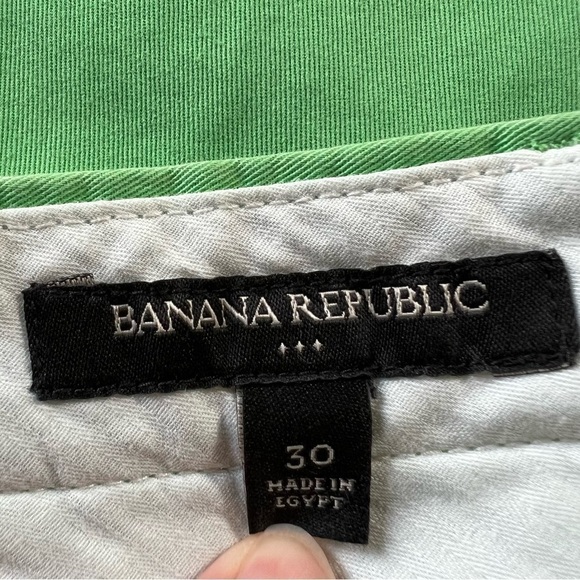 BANANA REPUBLIC
30
MADE IN
EGYPT